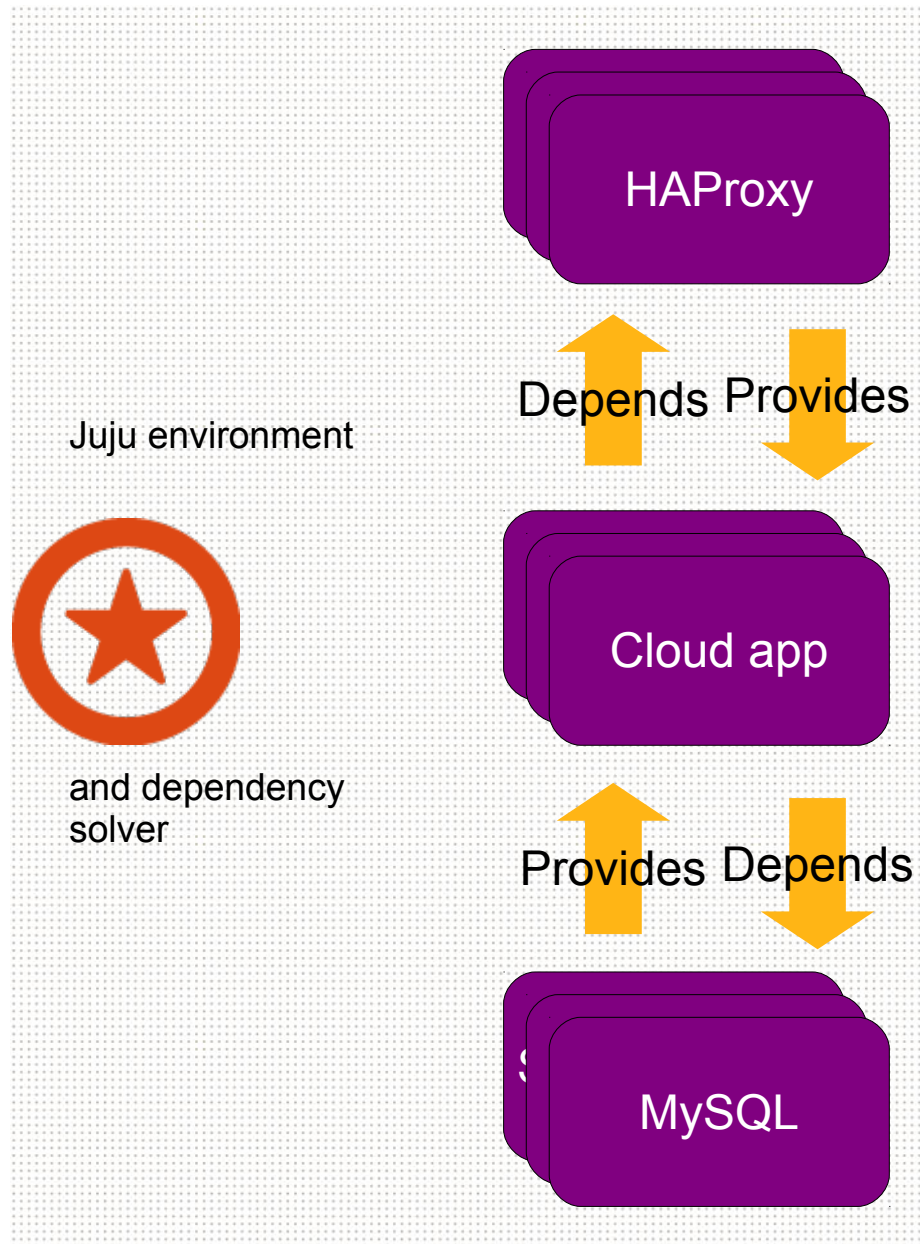 HAProxy
Depends
Provides
Juju environment
Cloud app
and dependency
solver
Provides
Depends
MySQL